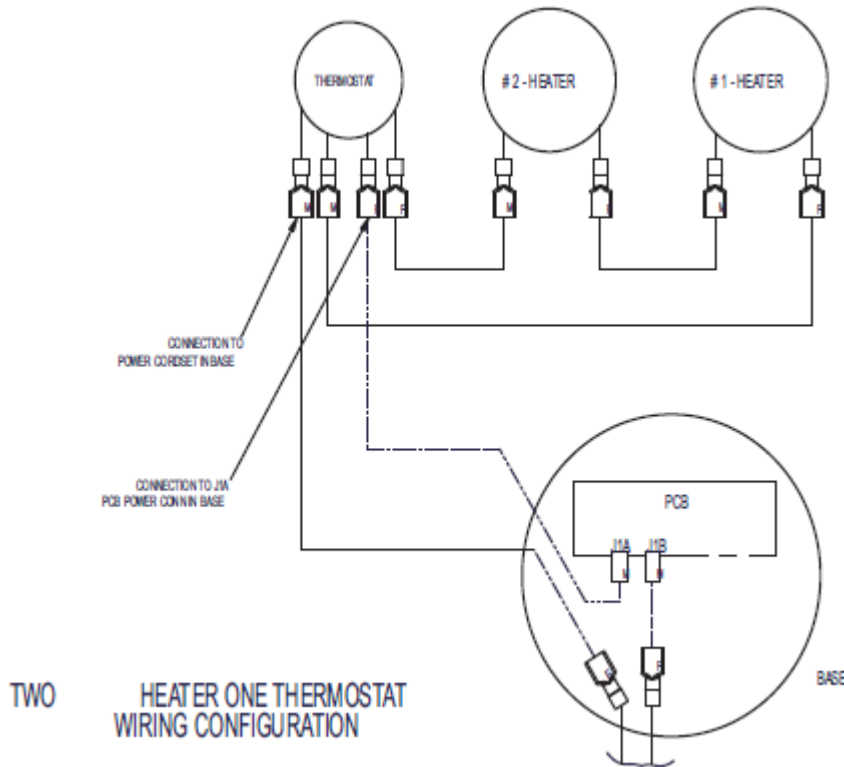 THERMOSTAT
# 2 - HEATER
# 1 - HEATER
M
M
F
M
M
F
CONNECTION TO
POWER CORDSET IN BASE
CONNECTION TO J1A
PCB POWER CONN IN BASE
PCB
J1A
J1B
M
F
BASE
TWO HEATER ONE THERMOSTAT
WIRING CONFIGURATION